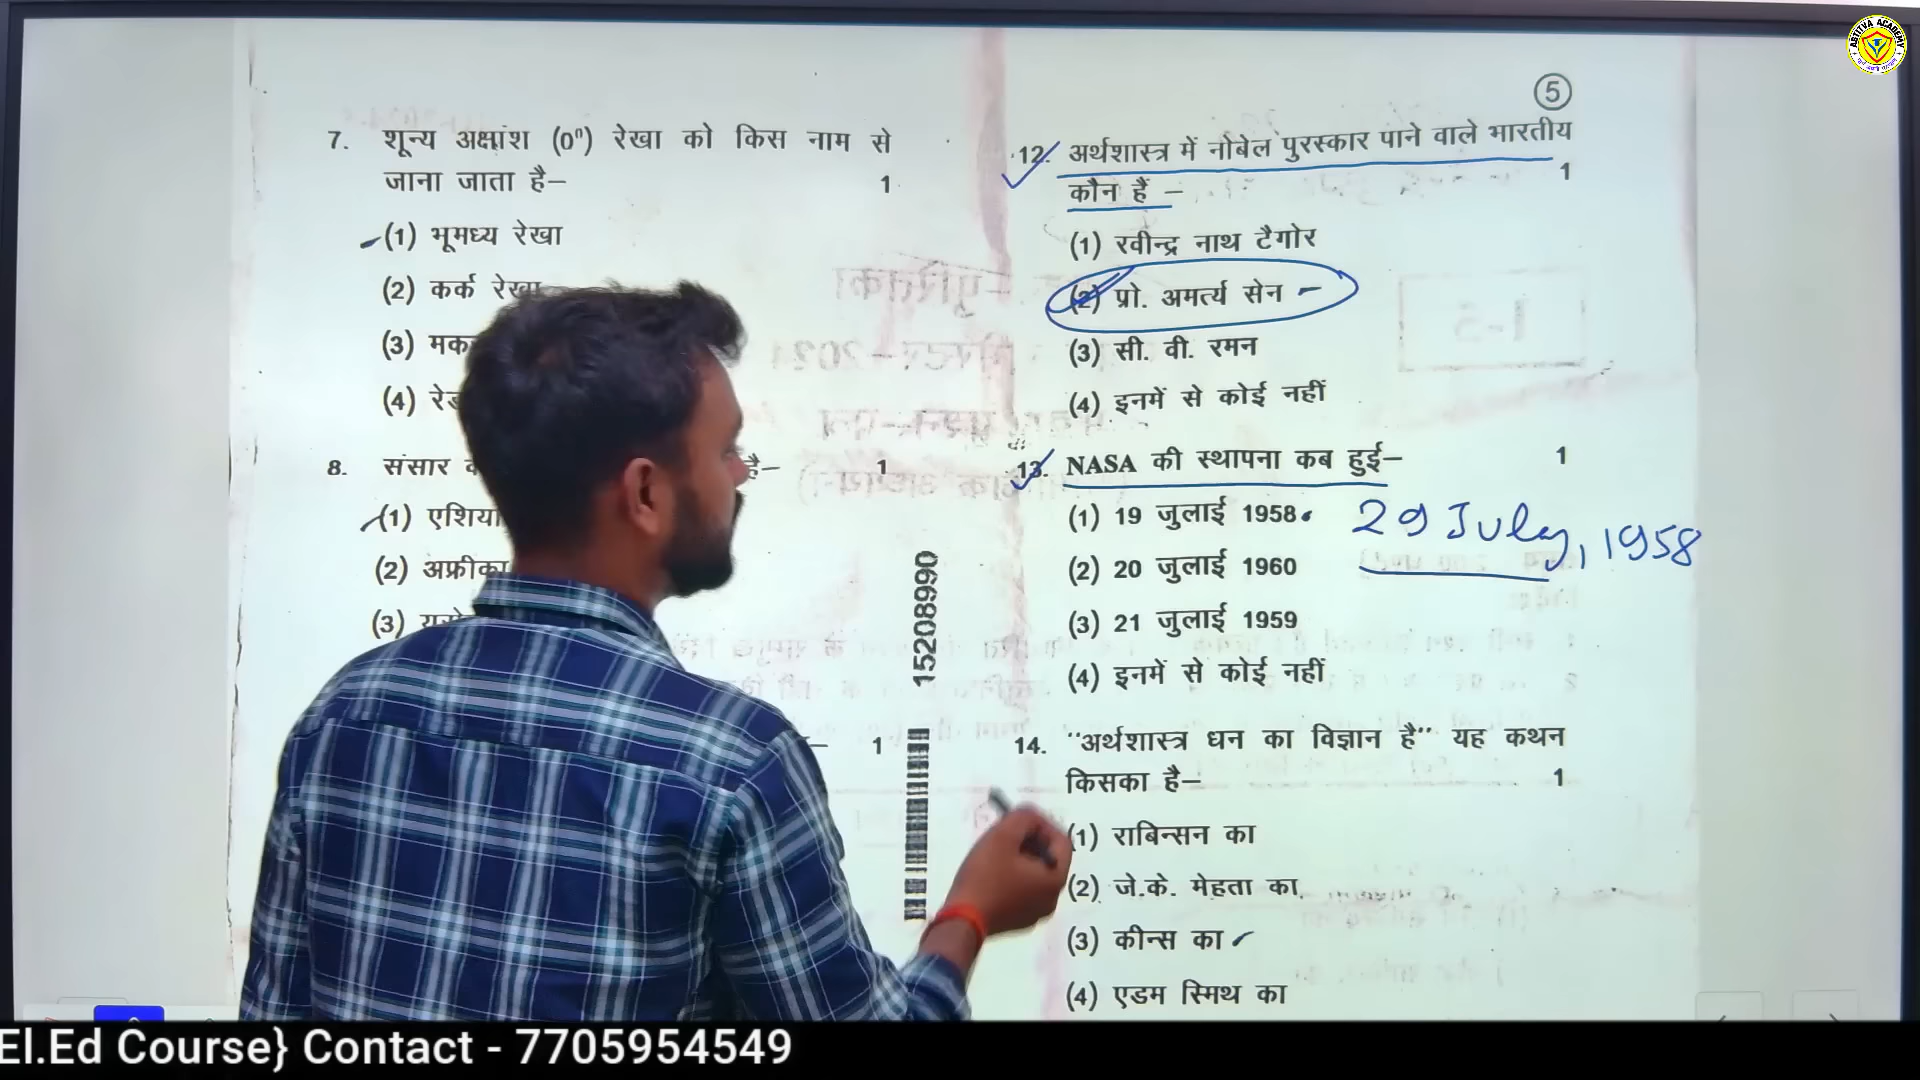 ABTITVA ACADEMY
5
7. शून्य अक्षांश (0ⁿ) रेखा को किस नाम से
जाना जाता है– 1
(1) भूमध्य रेखा
(2) कर्क रेखा
(3) मक
(4) रेड
8. संसार है– 1
(1) एशिया
(2) अफ्रीका
(3)
1
15208990
12. अर्थशास्त्र में नोबेल पुरस्कार पाने वाले भारतीय
कौन हैं – 1
(1) रवीन्द्र नाथ टैगोर
(2) प्रो. अमर्त्य सेन
(3) सी. वी. रमन
(4) इनमें से कोई नहीं
13. NASA की स्थापना कब हुई– 1
(1) 19 जुलाई 1958
29 July, 1958
(2) 20 जुलाई 1960
(3) 21 जुलाई 1959
(4) इनमें से कोई नहीं
14. "अर्थशास्त्र धन का विज्ञान है" यह कथन
किसका है– 1
(1) राबिन्सन का
(2) जे.के. मेहता का
(3) कीन्स का
(4) एडम स्मिथ का
El.Ed Course} Contact - 7705954549